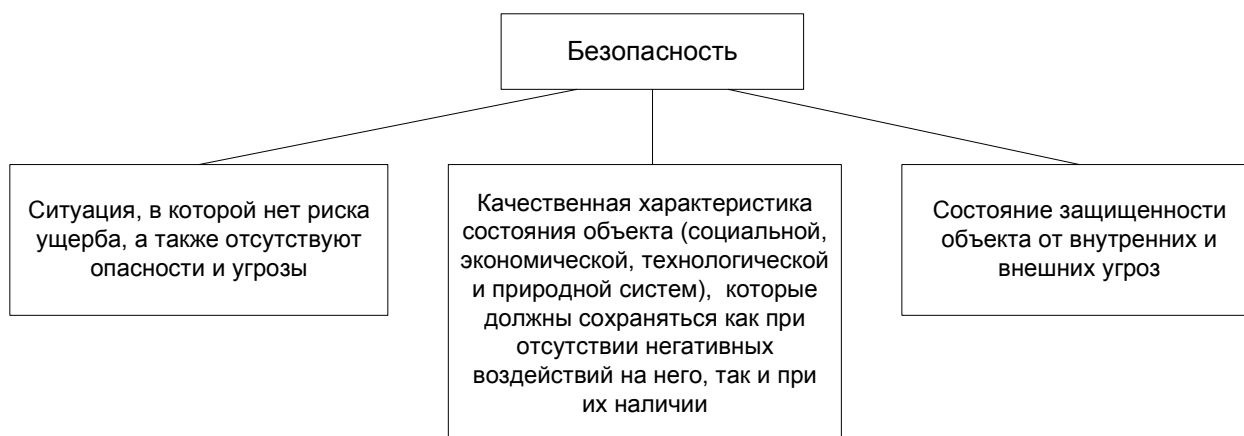 Безопасность
Ситуация, в которой нет риска
ущерба, а также отсутствуют
опасности и угрозы
Качественная характеристика
состояния объекта (социальной,
экономической, технологической
и природной систем),  которые
должны сохраняться как при
отсутствии негативных
воздействий на него, так и при
их наличии
Состояние защищенности
объекта от внутренних и
внешних угроз